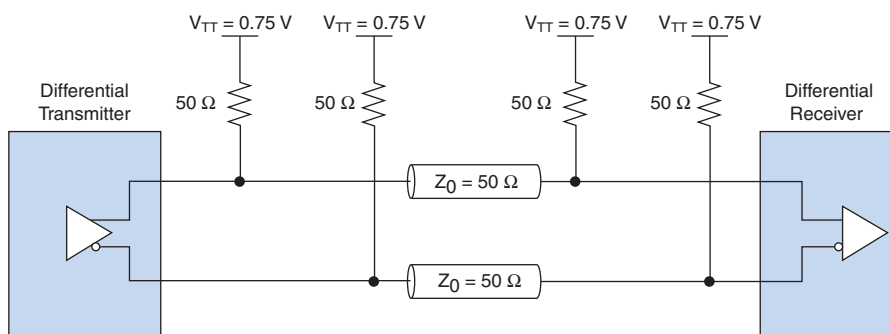 V_TT = 0.75 V
V_TT = 0.75 V
V_TT = 0.75 V
V_TT = 0.75 V
Differential
Transmitter
50 Ω
50 Ω
50 Ω
50 Ω
Differential
Receiver
Z_0 = 50 Ω
Z_0 = 50 Ω